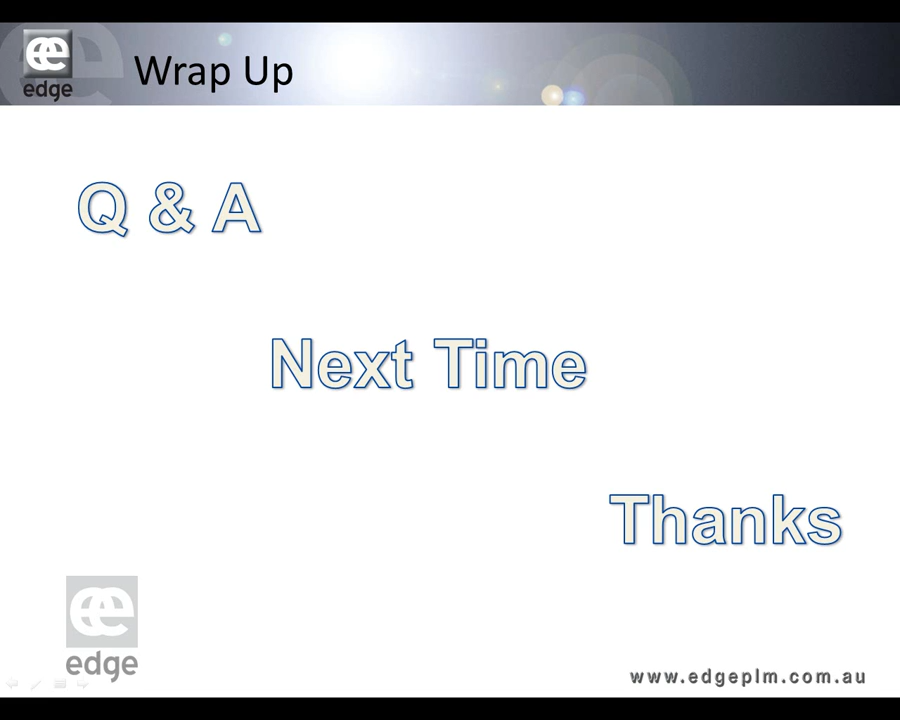 edge
Wrap Up
Q & A
Next Time
Thanks
edge
www.edgeplm.com.au